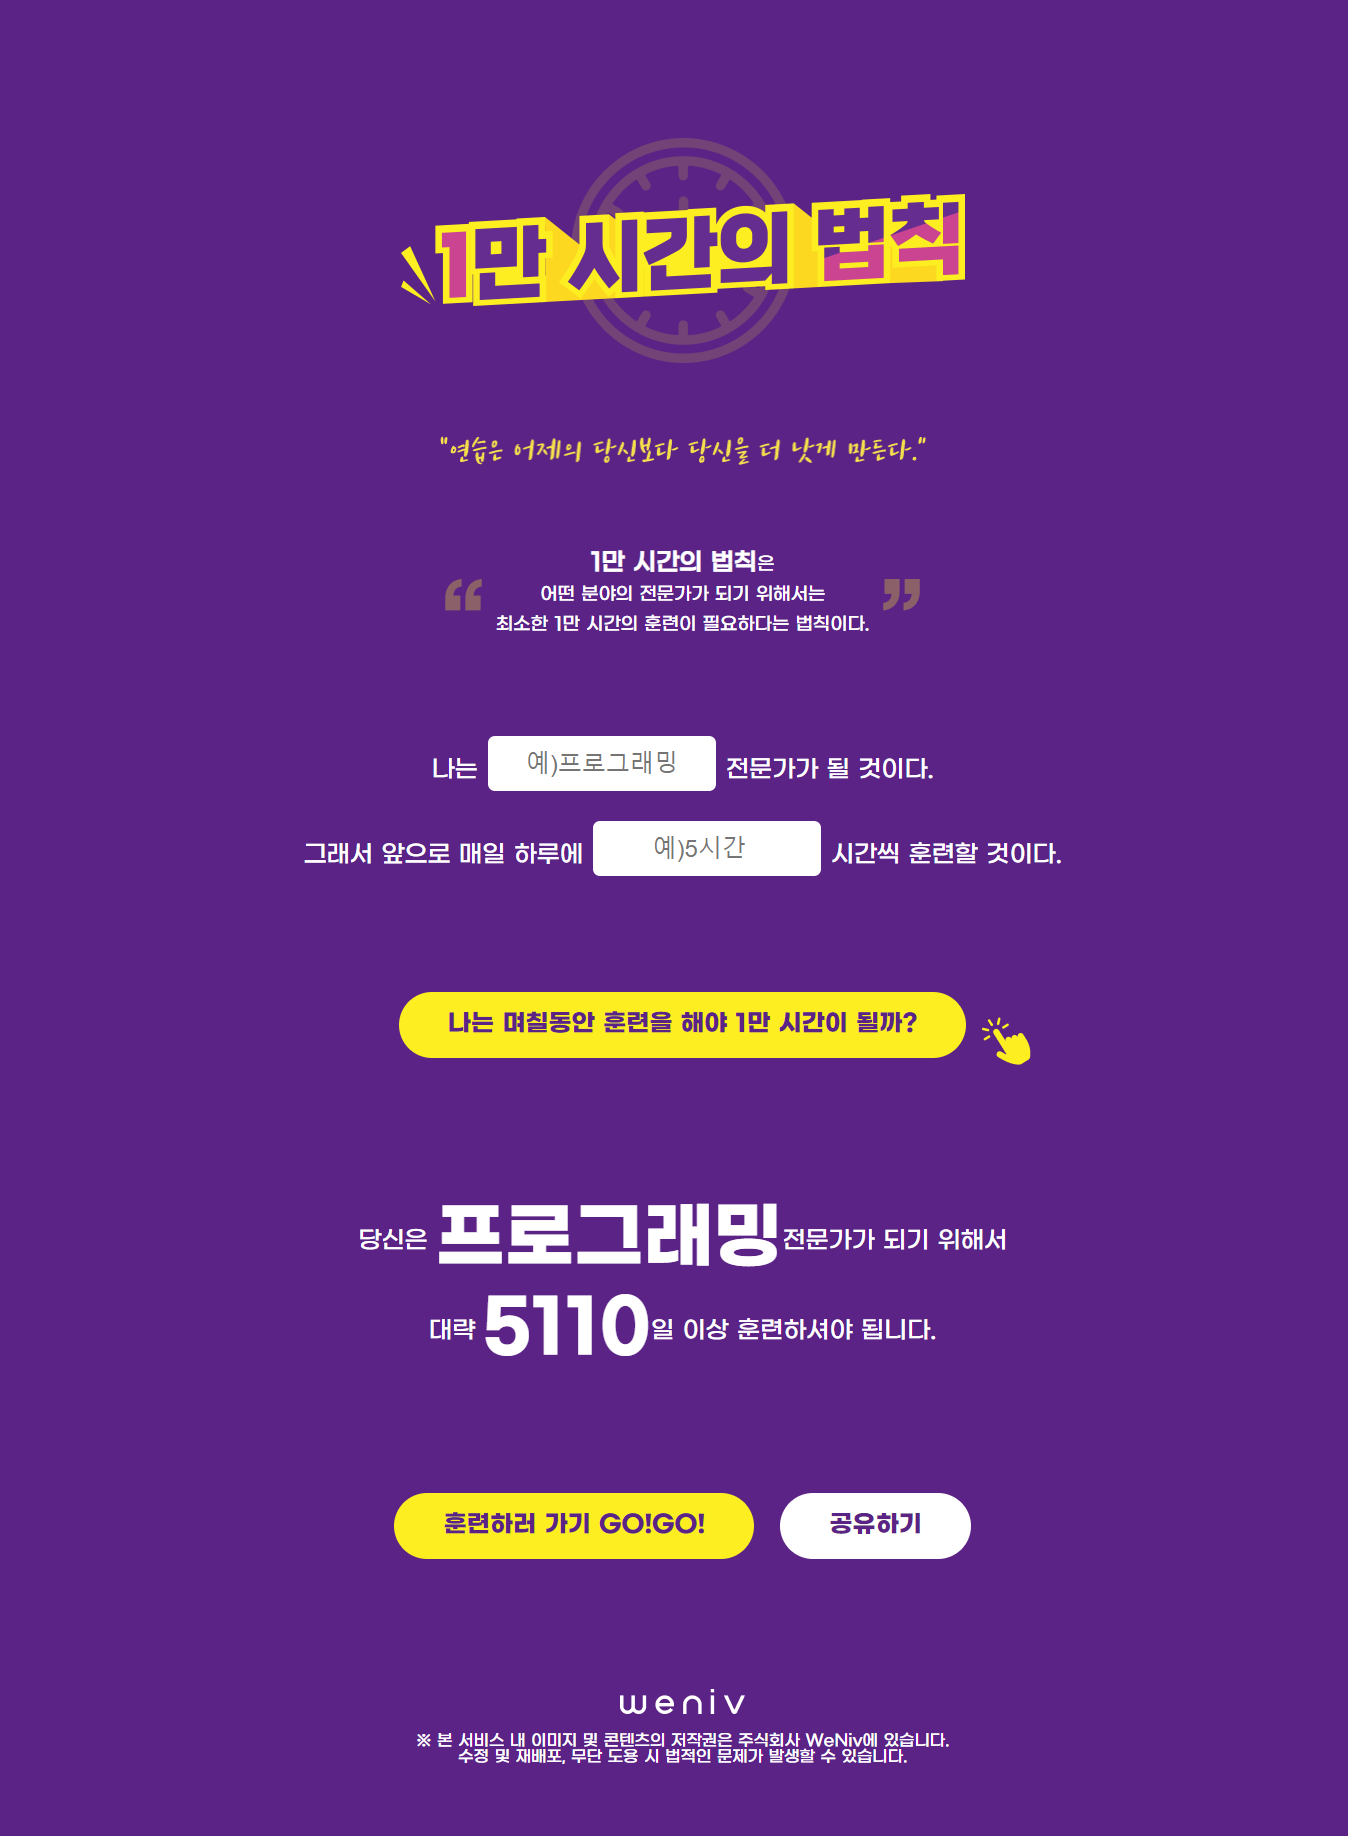 1만 시간의 법칙
"연습은 어제의 당신보다 당신을 더 낫게 만든다."
1만 시간의 법칙은
어떤 분야의 전문가가 되기 위해서는
최소한 1만 시간의 훈련이 필요하다는 법칙이다.
나는 예)프로그래밍 전문가가 될 것이다.
그래서 앞으로 매일 하루에 예)5시간 시간씩 훈련할 것이다.
나는 며칠동안 훈련을 해야 1만 시간이 될까?
당신은 프로그래밍 전문가가 되기 위해서
대략 5110일 이상 훈련하셔야 됩니다.
훈련하러 가기 GO!GO! 공유하기
weniv
※ 본 서비스 내 이미지 및 콘텐츠의 저작권은 주식회사 WeNiv에 있습니다.
수정 및 재배포, 무단 도용 시 법적인 문제가 발생할 수 있습니다.